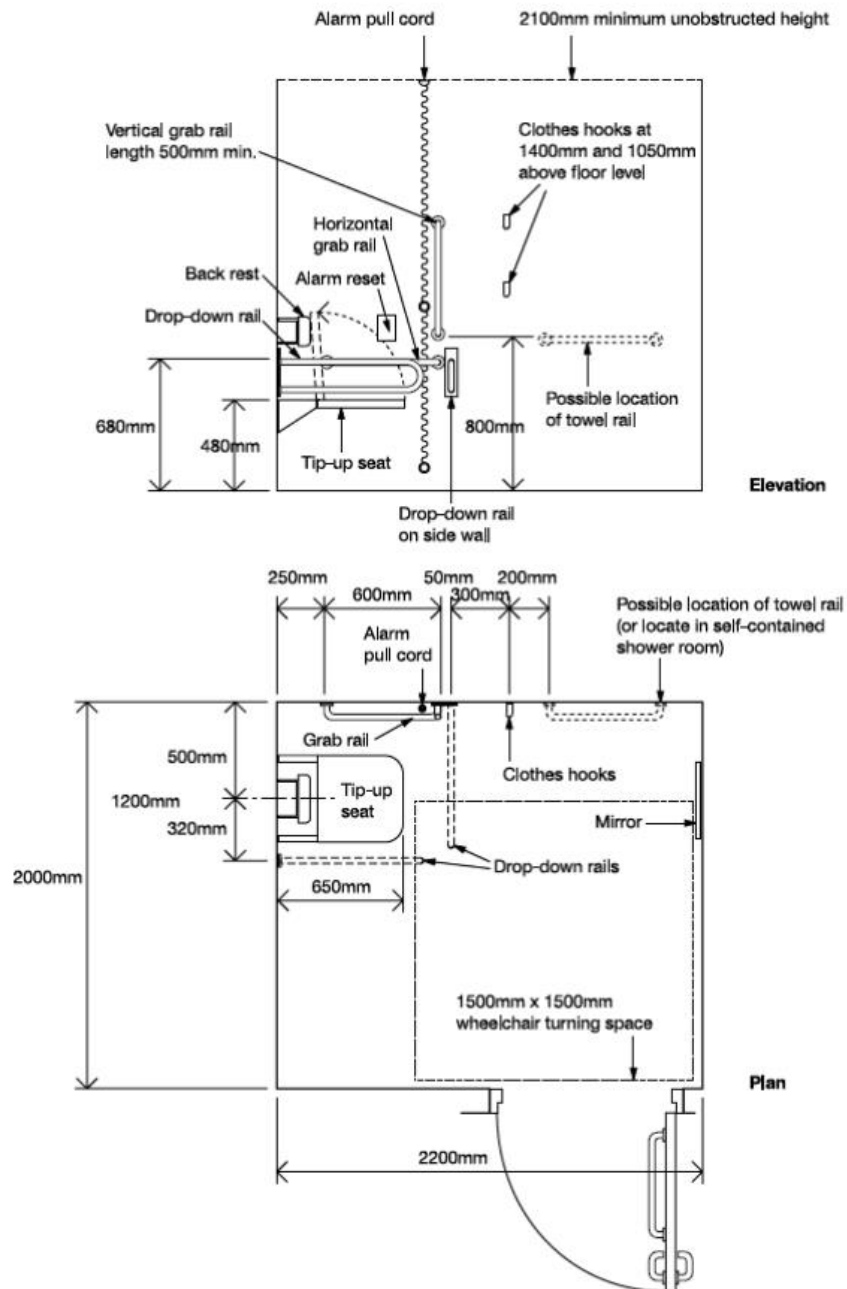 Alarm pull cord
2100mm minimum unobstructed height
Vertical grab rail
length 500mm min.
Clothes hooks at
1400mm and 1050mm
above floor level
Horizontal
grab rail
Back rest
Alarm reset
Drop-down rail
Possible location
of towel rail
680mm
480mm
800mm
Tip-up seat
Elevation
Drop-down rail
on side wall
250mm
600mm
50mm
300mm
200mm
Possible location of towel rail
(or locate in self-contained
shower room)
Alarm
pull cord
Grab rail
500mm
Clothes hooks
Tip-up
seat
1200mm
Mirror
320mm
Drop-down rails
2000mm
650mm
1500mm x 1500mm
wheelchair turning space
Plan
2200mm